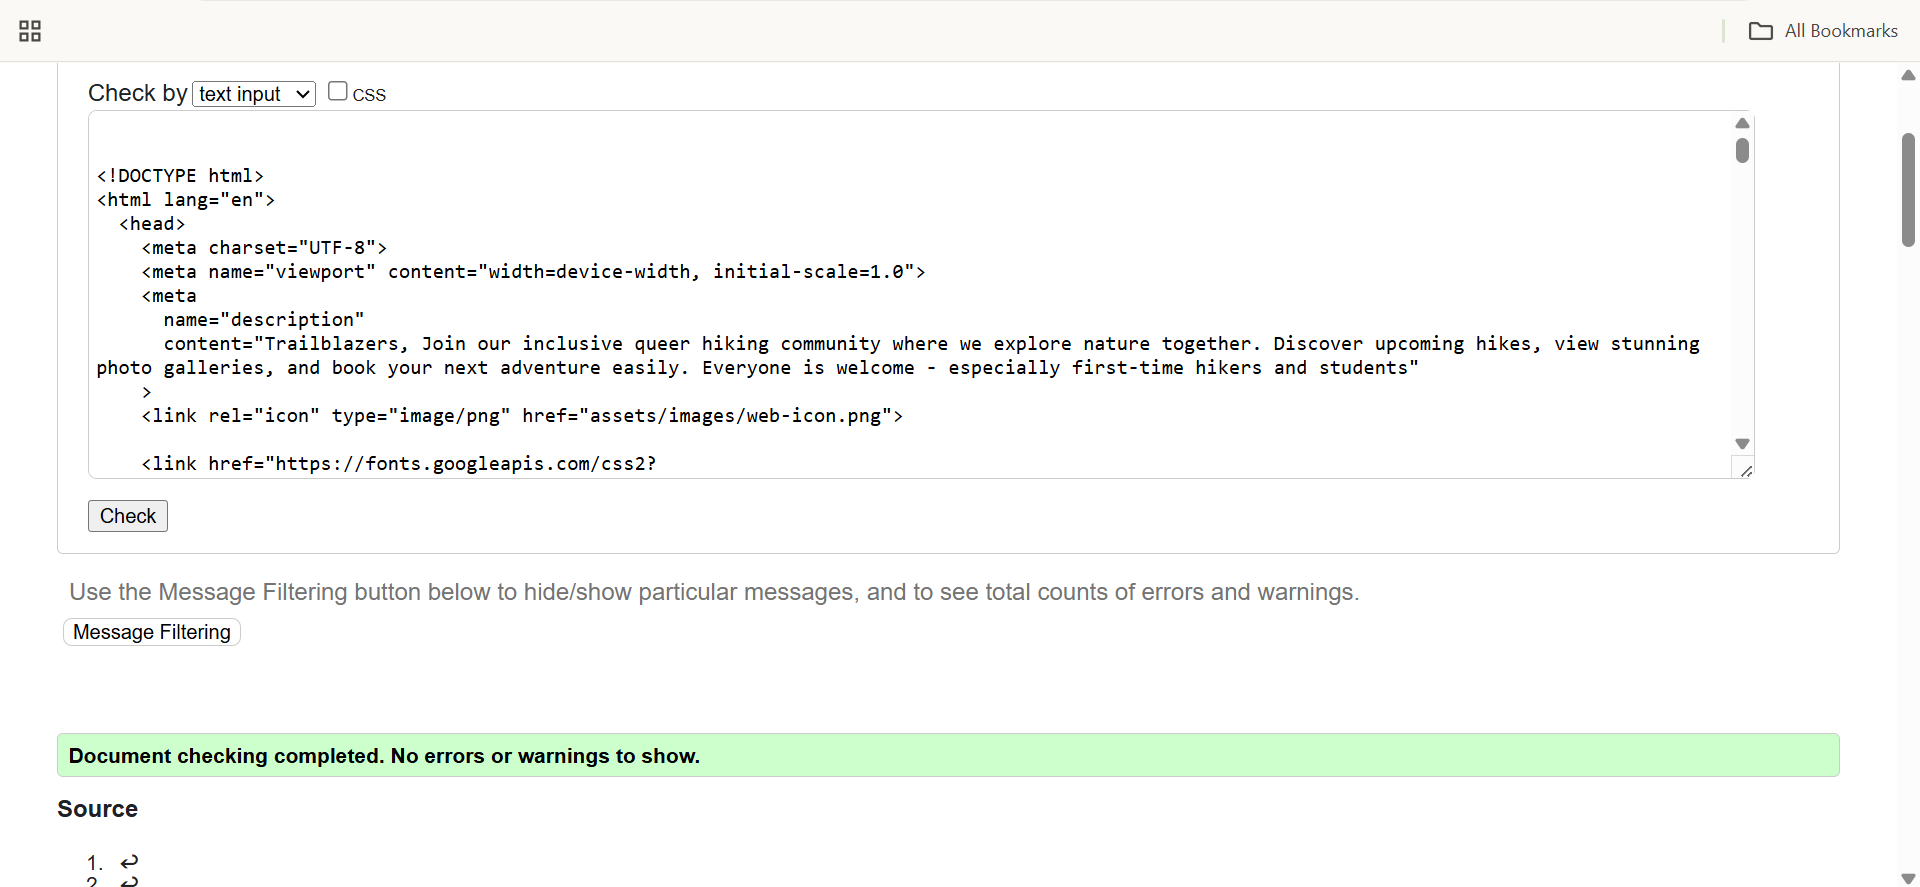 All Bookmarks
Check by text input CSS
<!DOCTYPE html>
<html lang="en">
<head>
<meta charset="UTF-8">
<meta name="viewport" content="width=device-width, initial-scale=1.0">
<meta
name="description"
content="Trailblazers, Join our inclusive queer hiking community where we explore nature together. Discover upcoming hikes, view stunning
photo galleries, and book your next adventure easily. Everyone is welcome - especially first-time hikers and students"
>
<link rel="icon" type="image/png" href="assets/images/web-icon.png">
<link href="https://fonts.googleapis.com/css2?
Check
Use the Message Filtering button below to hide/show particular messages, and to see total counts of errors and warnings.
Message Filtering
Document checking completed. No errors or warnings to show.
Source
1. ↩
2. ↩